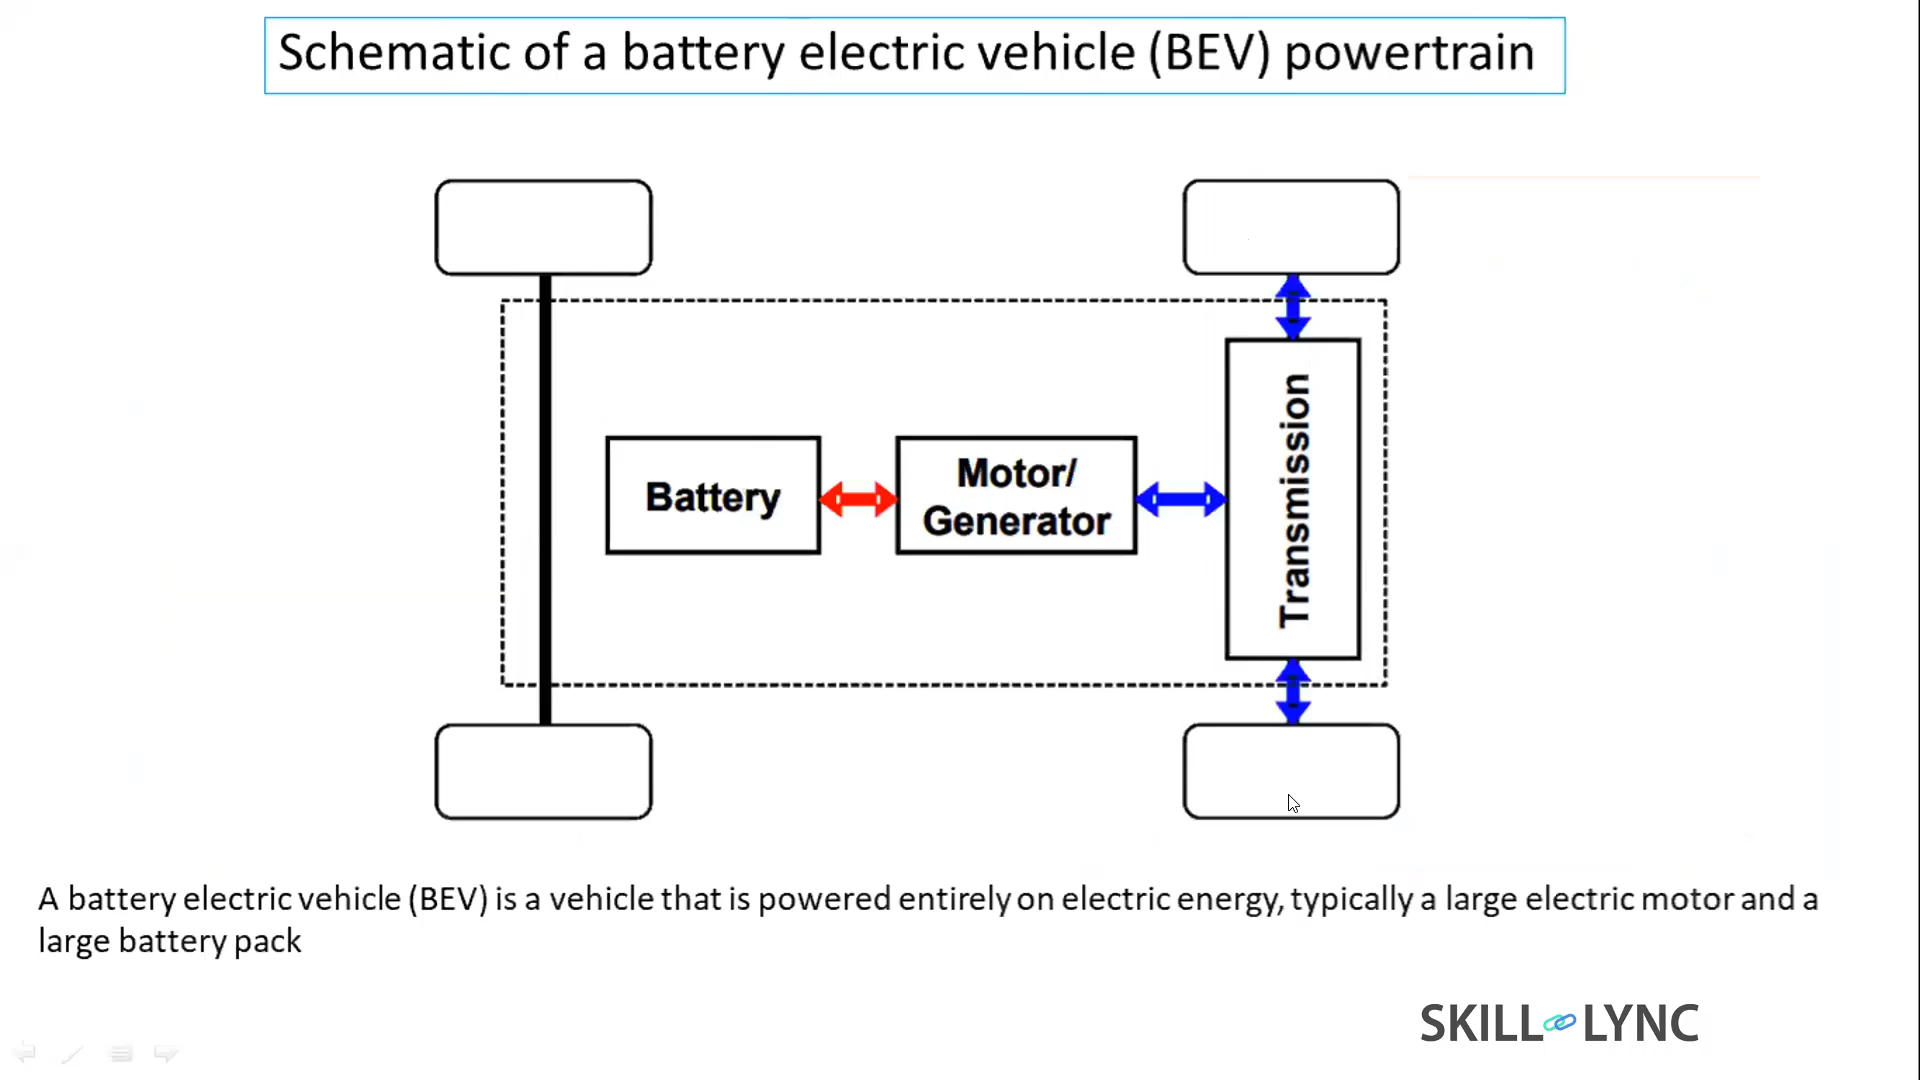 Schematic of a battery electric vehicle (BEV) powertrain
Battery
Motor/
Generator
Transmission
A battery electric vehicle (BEV) is a vehicle that is powered entirely on electric energy, typically a large electric motor and a
large battery pack
SKILL LYNC